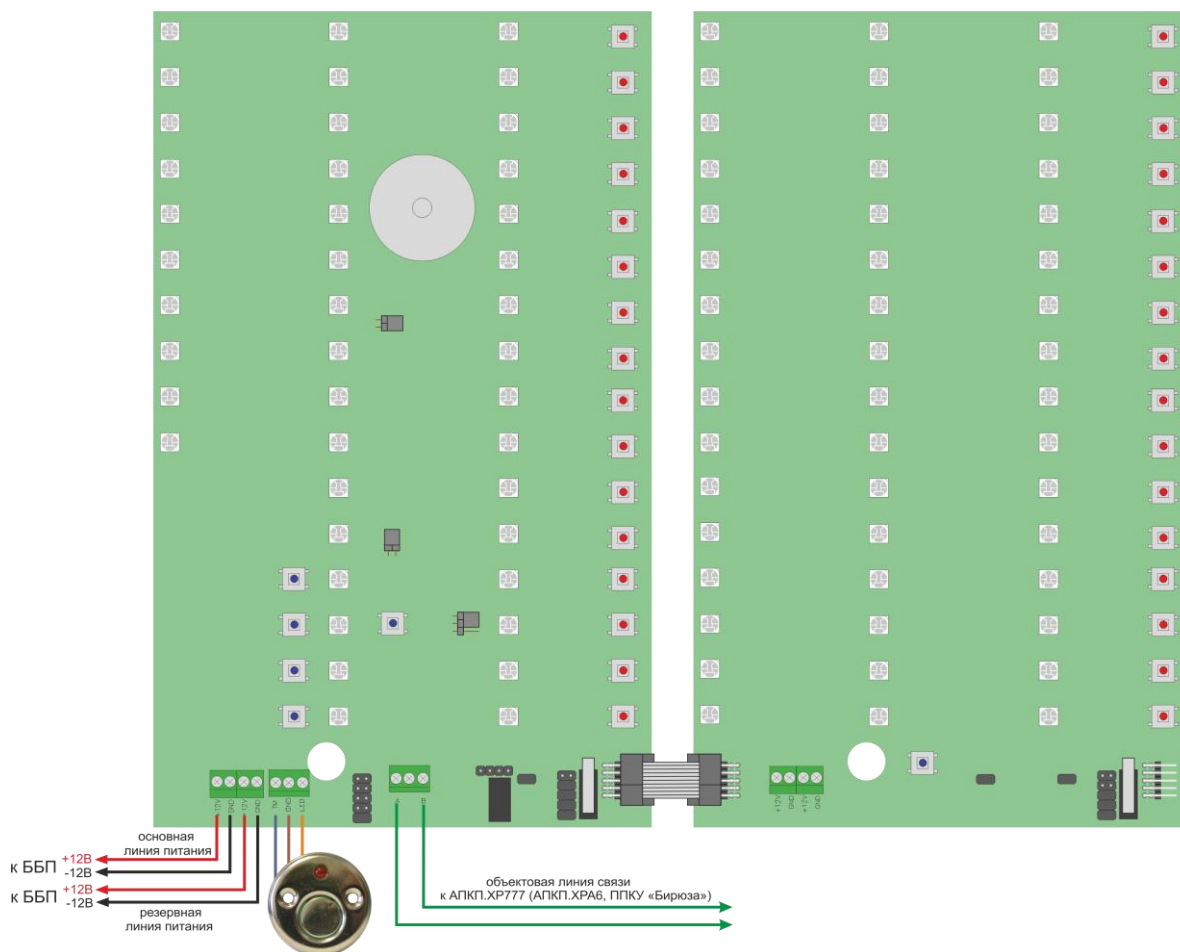 +12V GND +12V GND
TM GND LED
A B
+12V GND +12V GND
основная
линия питания
к ББП +12В
-12В
к ББП +12В
-12В
резервная
линия питания
объектовая линия связи
к АПКП.ХР777 (АПКП.ХРА6, ППКУ «Бирюза»)